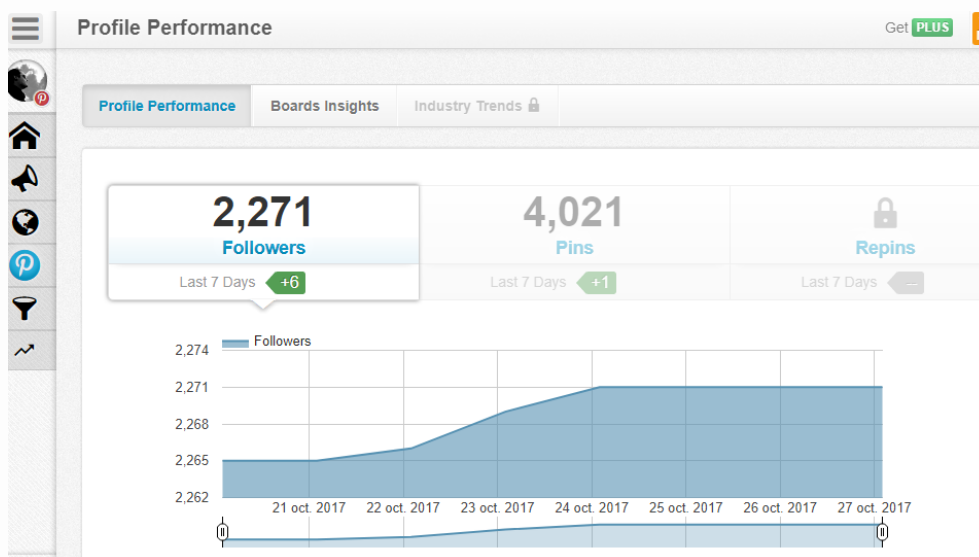 Profile Performance
Get PLUS
Profile Performance Boards Insights Industry Trends
2,271 4,021
Followers Pins Repins
Last 7 Days +6 Last 7 Days +1 Last 7 Days –
Followers
2,274
2,271
2,268
2,265
2,262
21 oct. 2017 22 oct. 2017 23 oct. 2017 24 oct. 2017 25 oct. 2017 26 oct. 2017 27 oct. 2017